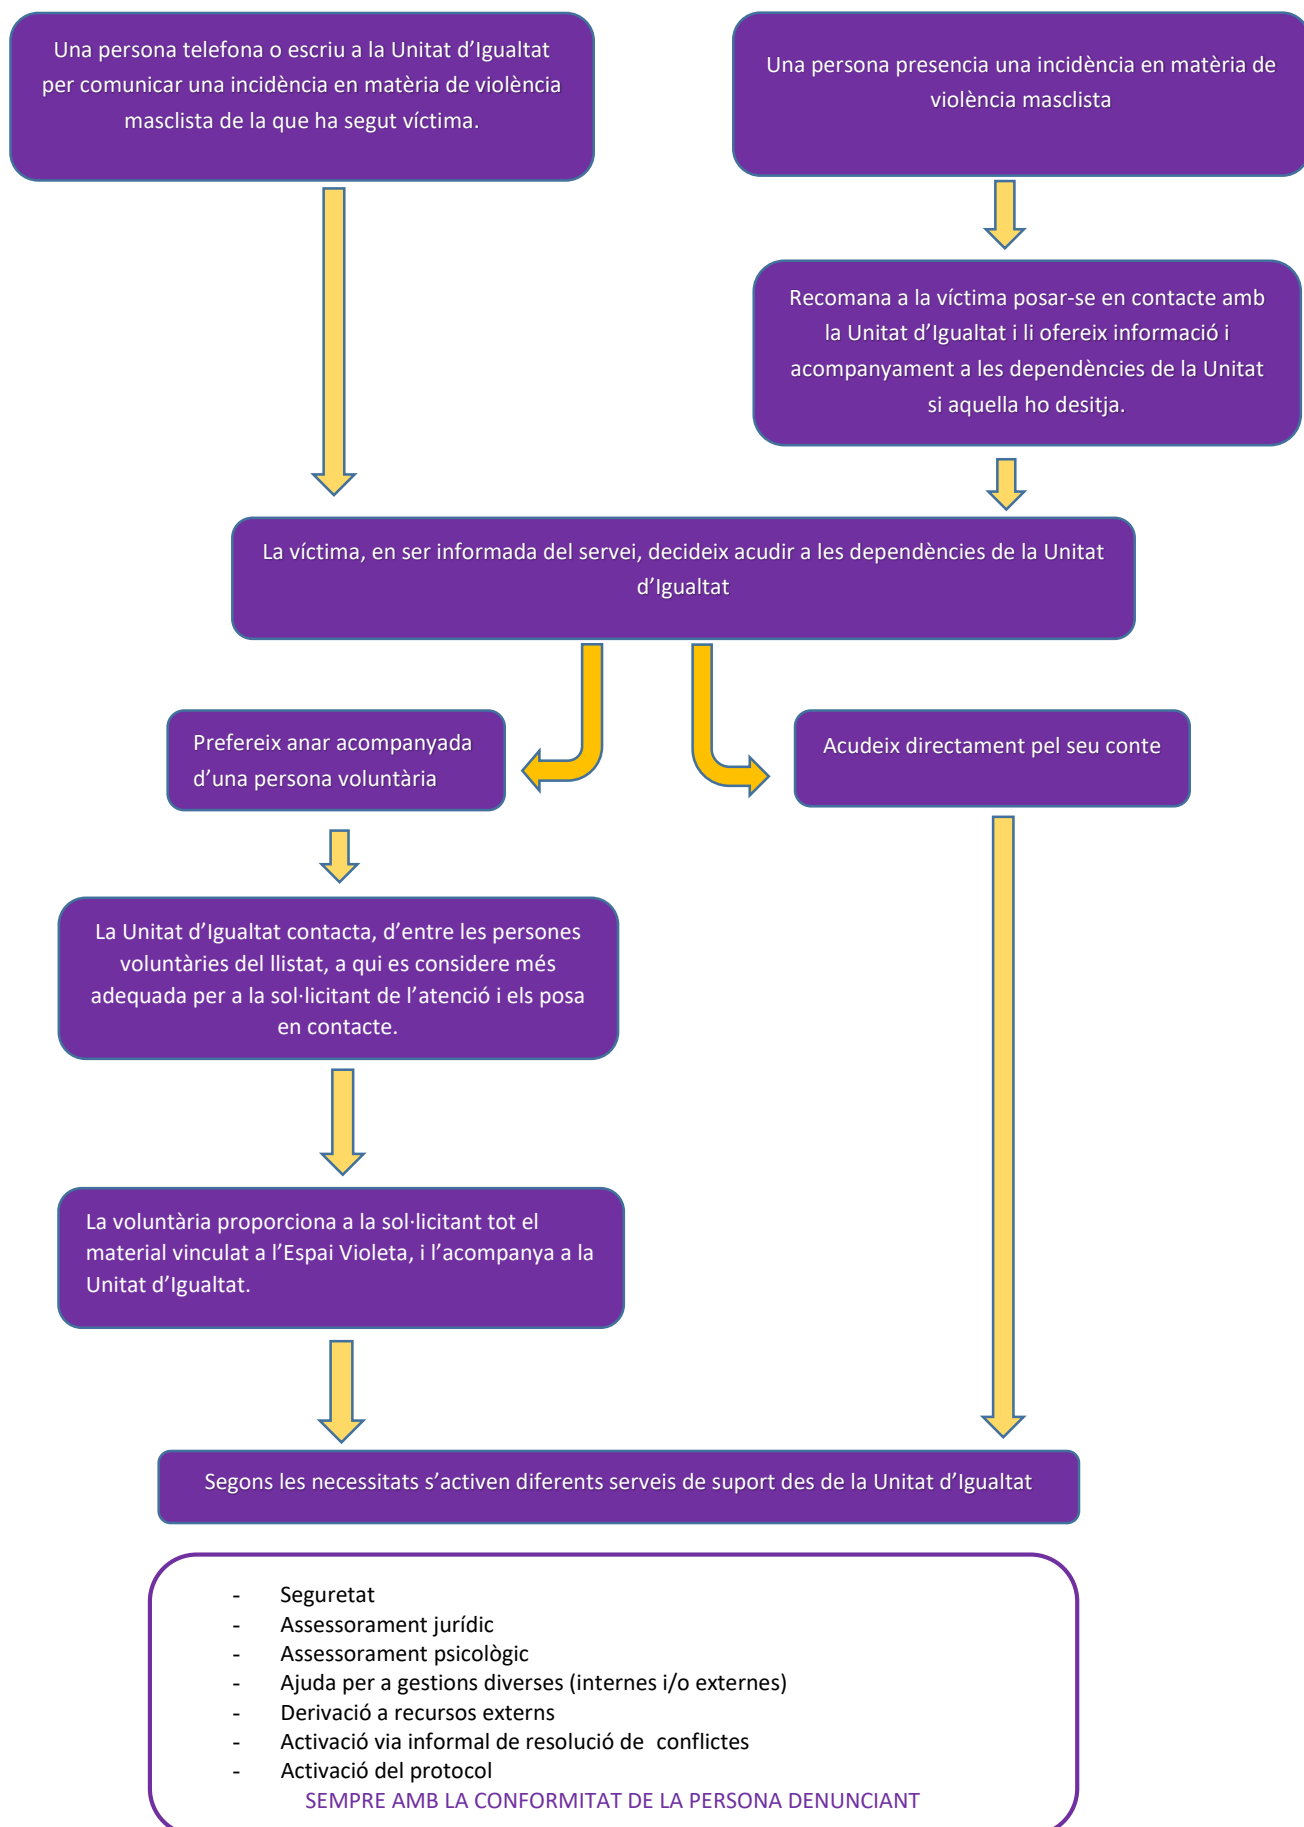 Una persona telefona o escriu a la Unitat d’Igualtat
per comunicar una incidència en matèria de violència
masclista de la que ha segut víctima.
Una persona presencia una incidència en matèria de
violència masclista
Recomana a la víctima posar-se en contacte amb
la Unitat d’Igualtat i li ofereix informació i
acompanyament a les dependències de la Unitat
si aquella ho desitja.
La víctima, en ser informada del servei, decideix acudir a les dependències de la Unitat
d’Igualtat
Prefereix anar acompanyada
d’una persona voluntària
Acudeix directament pel seu conte
La Unitat d’Igualtat contacta, d’entre les persones
voluntàries del llistat, a qui es considere més
adequada per a la sol·licitant de l’atenció i els posa
en contacte.
La voluntària proporciona a la sol·licitant tot el
material vinculat a l’Espai Violeta, i l’acompanya a la
Unitat d’Igualtat.
Segons les necessitats s’activen diferents serveis de suport des de la Unitat d’Igualtat
- Seguretat
- Assessorament jurídic
- Assessorament psicològic
- Ajuda per a gestions diverses (internes i/o externes)
- Derivació a recursos externs
- Activació via informal de resolució de conflictes
- Activació del protocol
SEMPRE AMB LA CONFORMITAT DE LA PERSONA DENUNCIANT